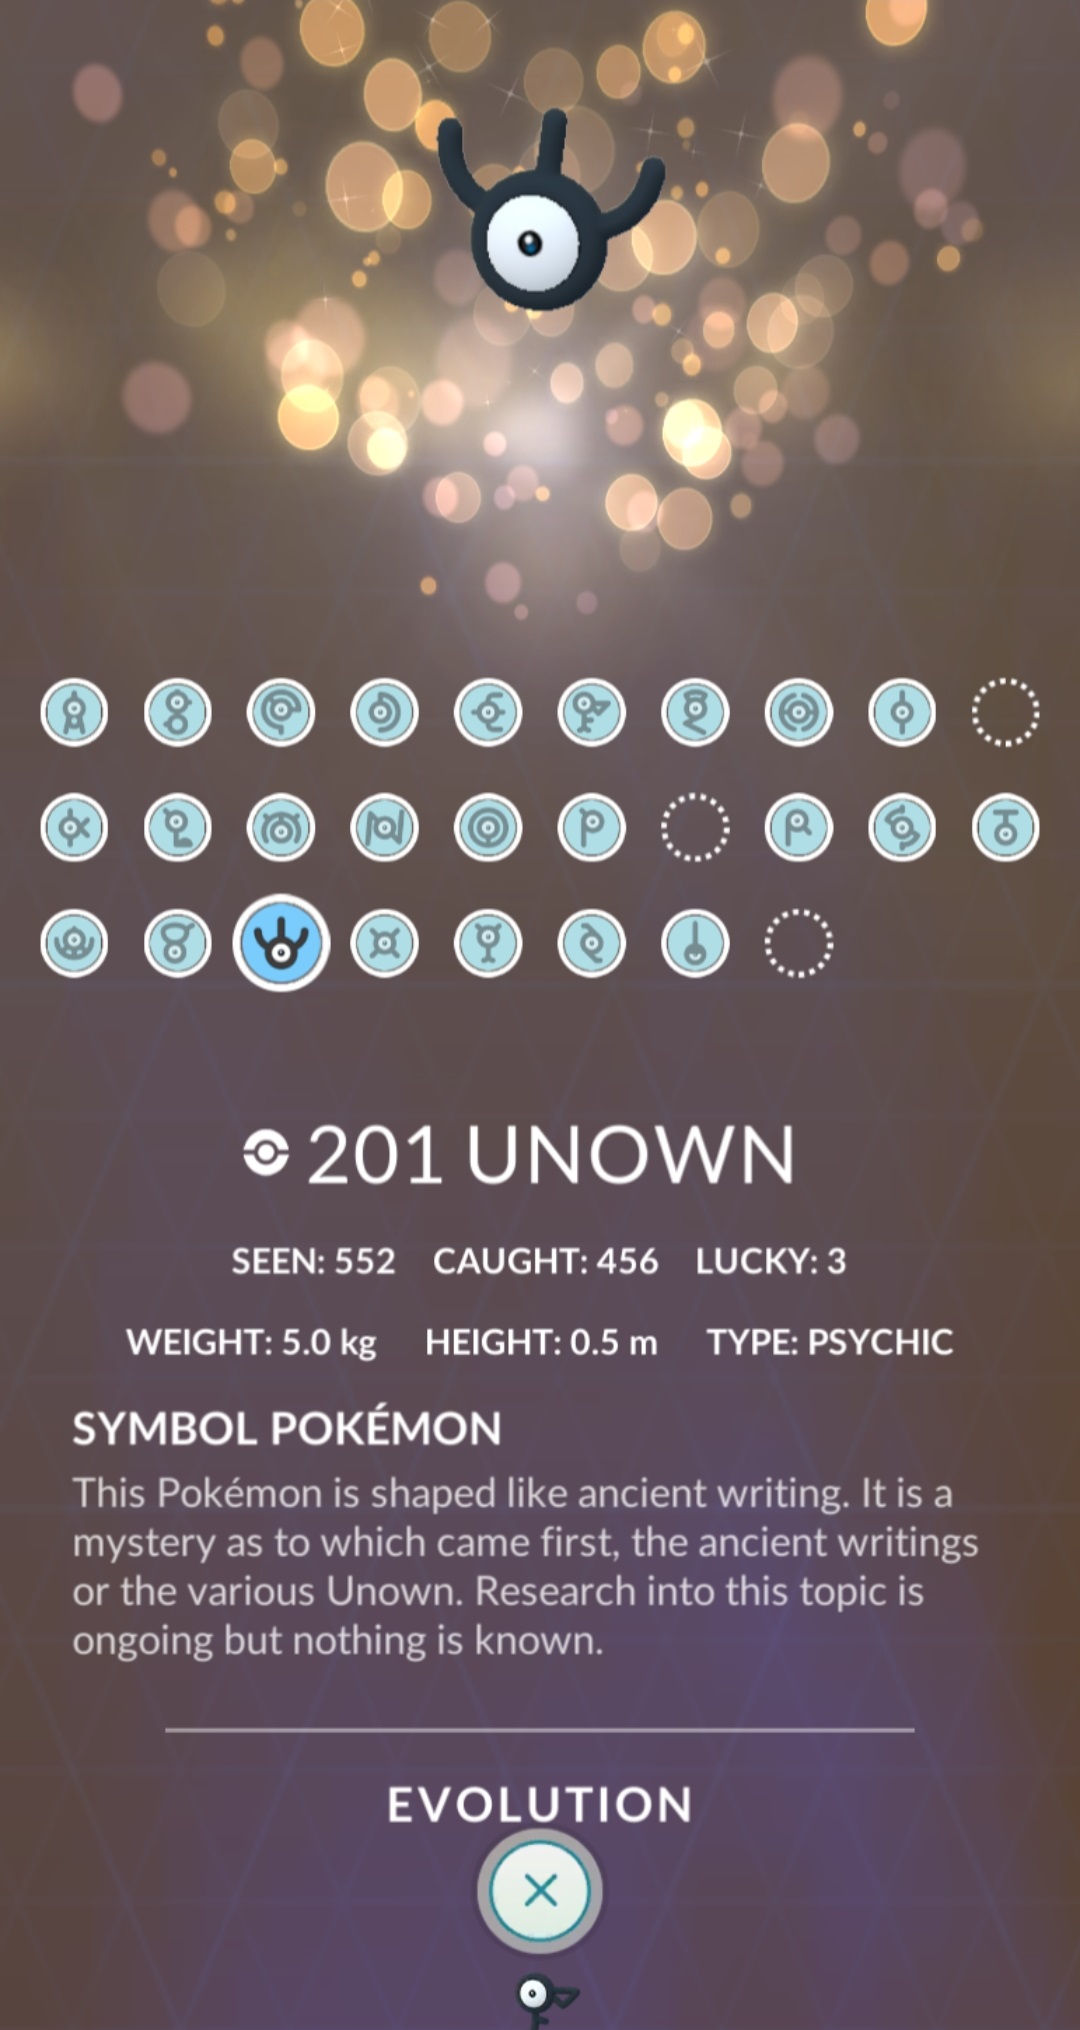 201 UNOWN
SEEN: 552 CAUGHT: 456 LUCKY: 3
WEIGHT: 5.0 kg HEIGHT: 0.5 m TYPE: PSYCHIC
SYMBOL POKÉMON
This Pokémon is shaped like ancient writing. It is a
mystery as to which came first, the ancient writings
or the various Unown. Research into this topic is
ongoing but nothing is known.
EVOLUTION